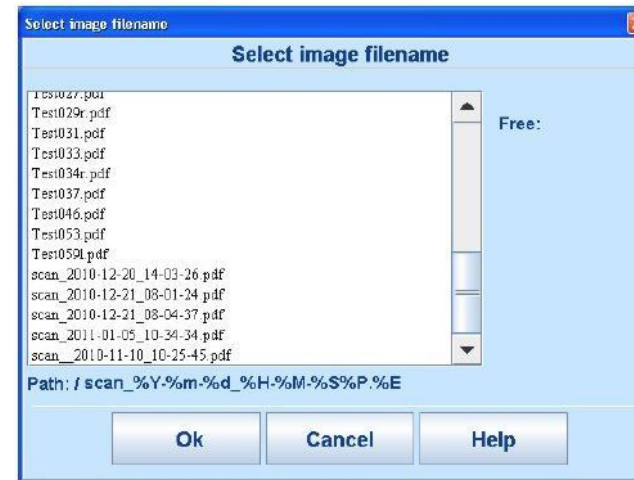 Select image filename
Select image filename
Test027.pdf
Test029r.pdf
Test031.pdf
Test033.pdf
Test034r.pdf
Test037.pdf
Test046.pdf
Test053.pdf
Test059l.pdf
scan_2010-12-20_14-03-26.pdf
scan_2010-12-21_08-01-24.pdf
scan_2010-12-21_08-04-37.pdf
scan_2011-01-05_10-34-34.pdf
scan__2010-11-10_10-25-45.pdf
Free:
Path: / scan_%Y-%m-%d_%H-%M-%S%P.%E
Ok Cancel Help